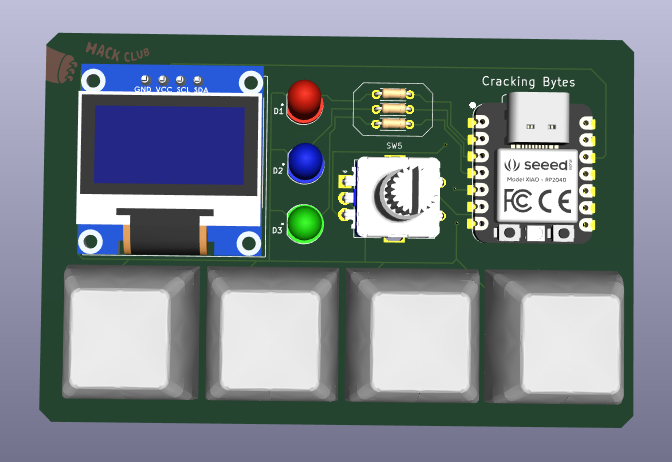 HACK CLUB
GND VCC SCL SDA
D1
D2
D3
SW5
Cracking Bytes
seeed
Model XIAO - RP2040
FC CE